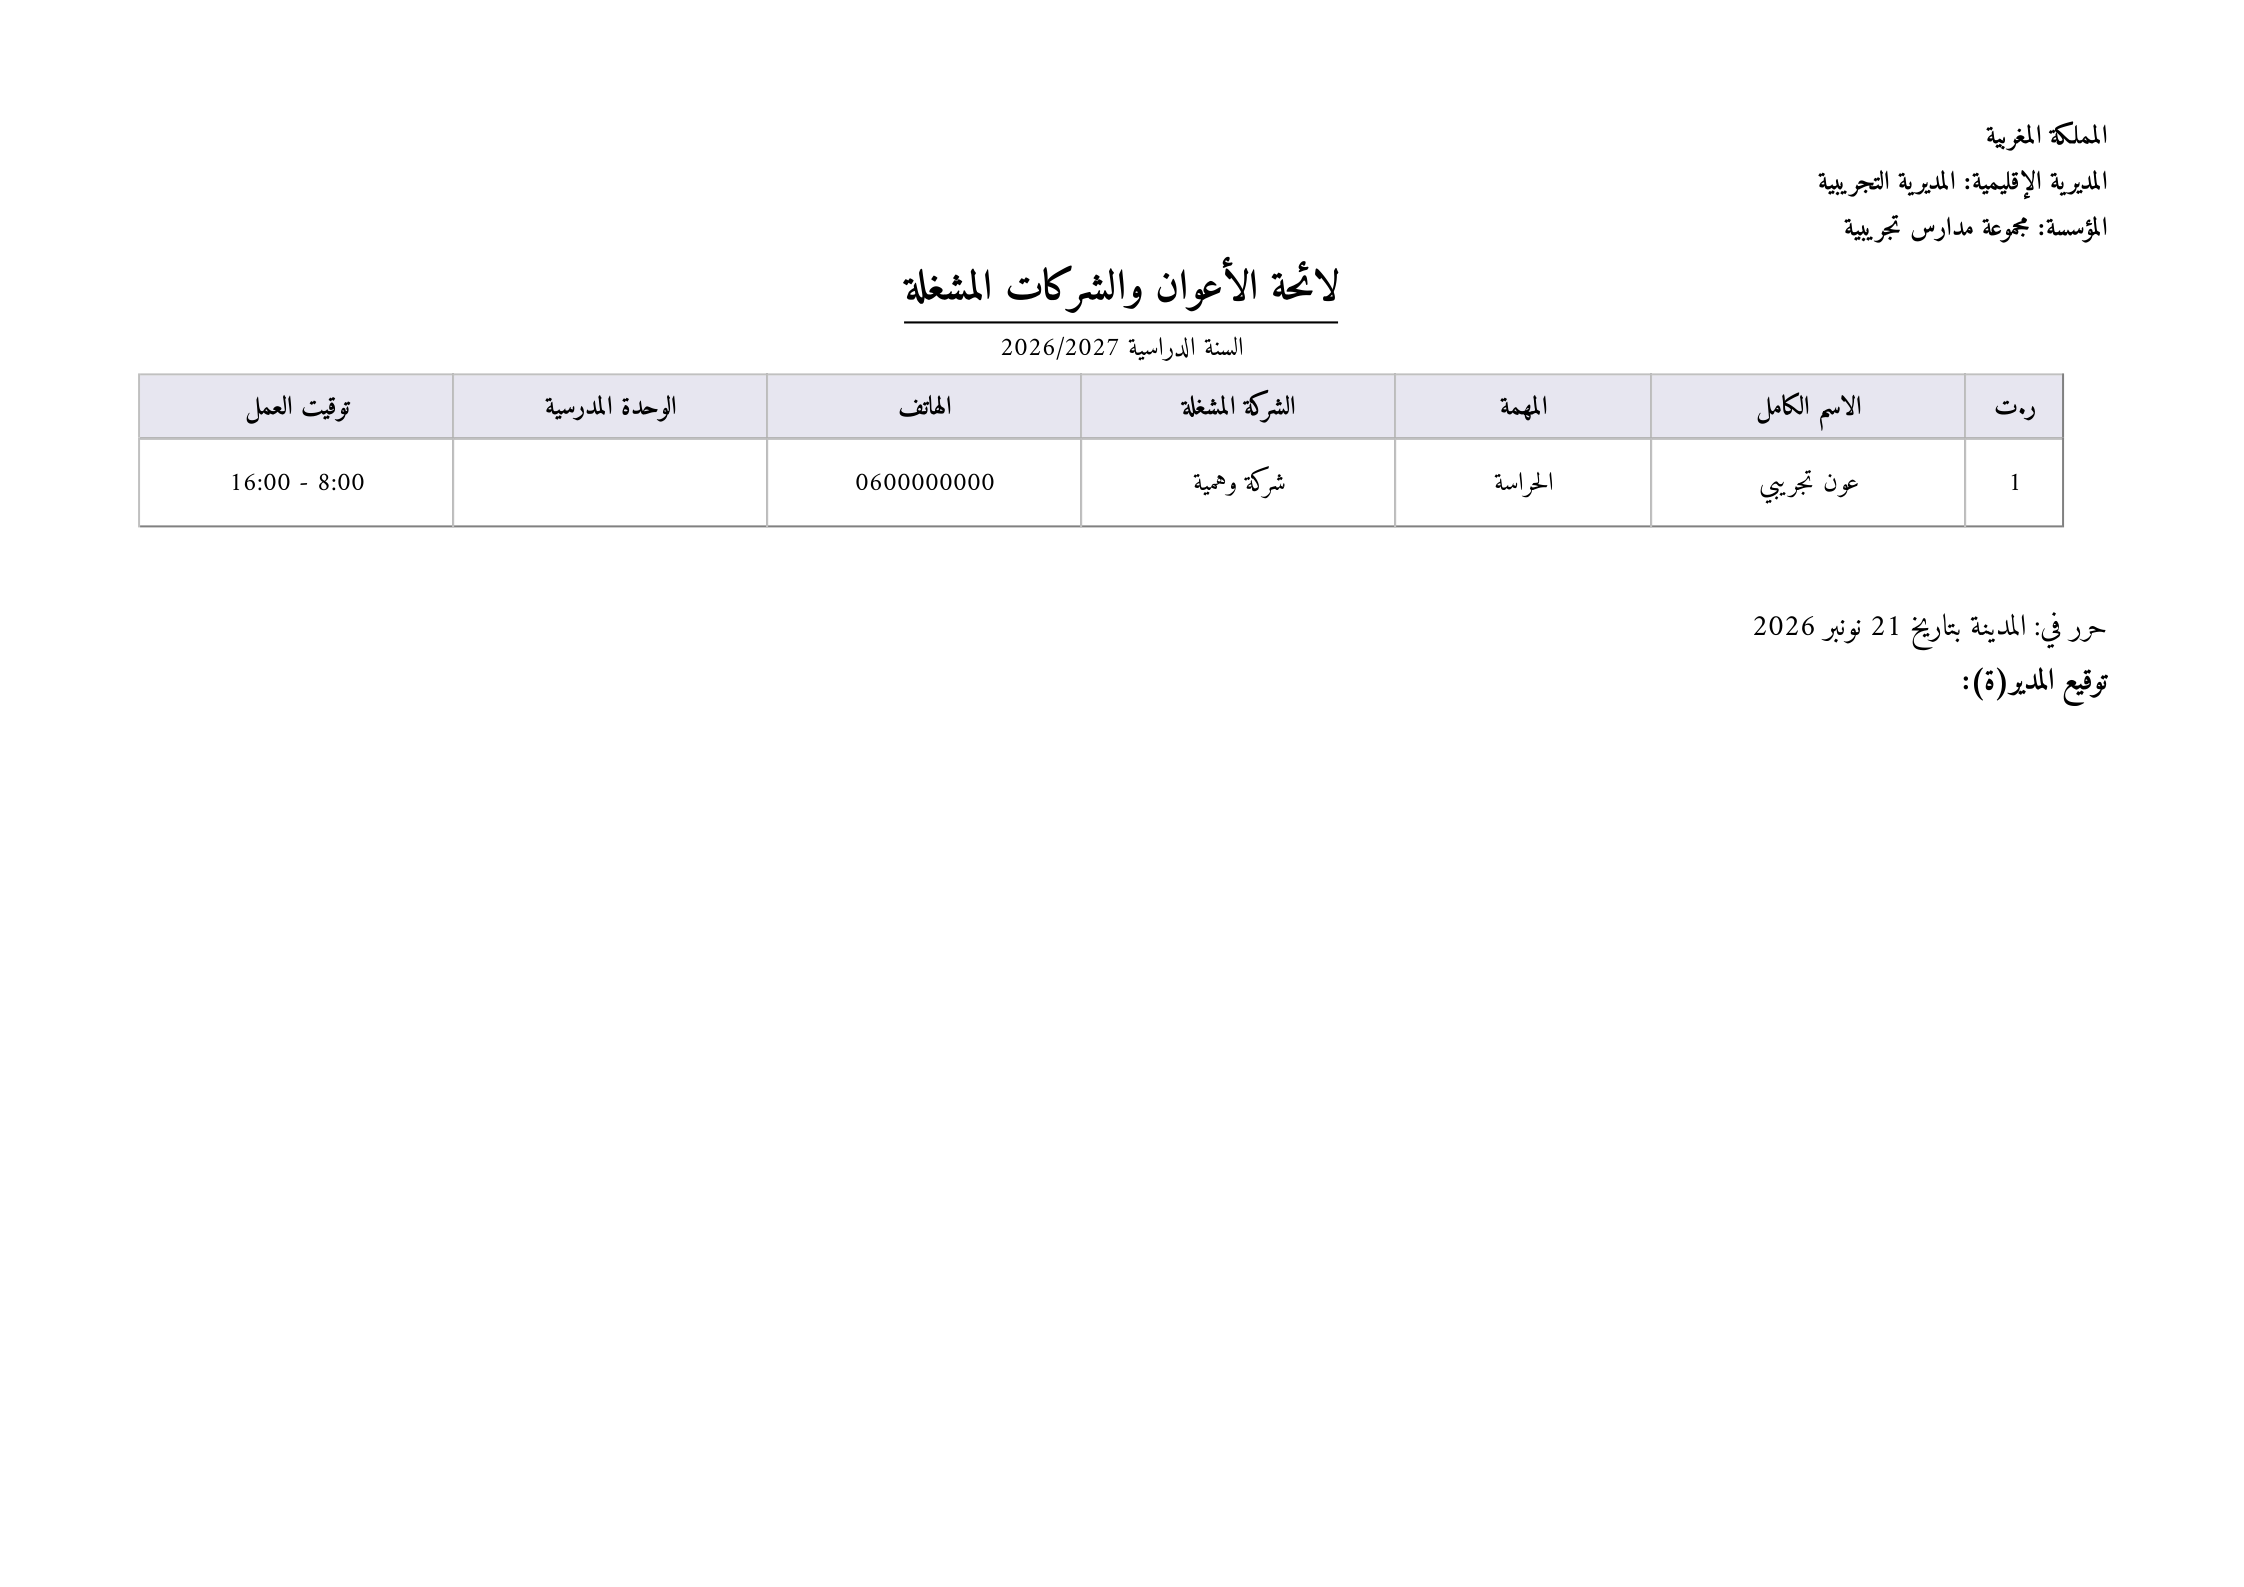 المملكة المغربية
المديرية الإقليمية: المديرية التجريبية
المؤسسة: مجموعة مدارس تجريبية
لائحة الأعوان والشركات المشغلة
السنة الدراسية 2026/2027
ر.ت الاسم الكامل المهمة الشركة المشغلة الهاتف الوحدة المدرسية توقيت العمل
1 عون تجريبي الحراسة شركة وهمية 0600000000 8:00 - 16:00
حرر في: المدينة بتاريخ 21 نونبر 2026
توقيع المدير(ة):